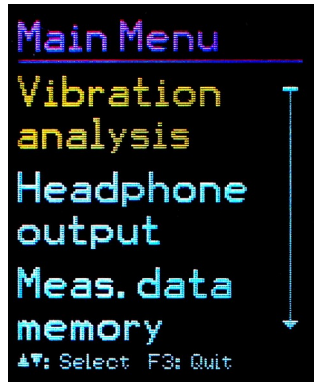 Main Menu
Vibration
analysis
Headphone
output
Meas. data
memory
▲▼: Select F3: Quit